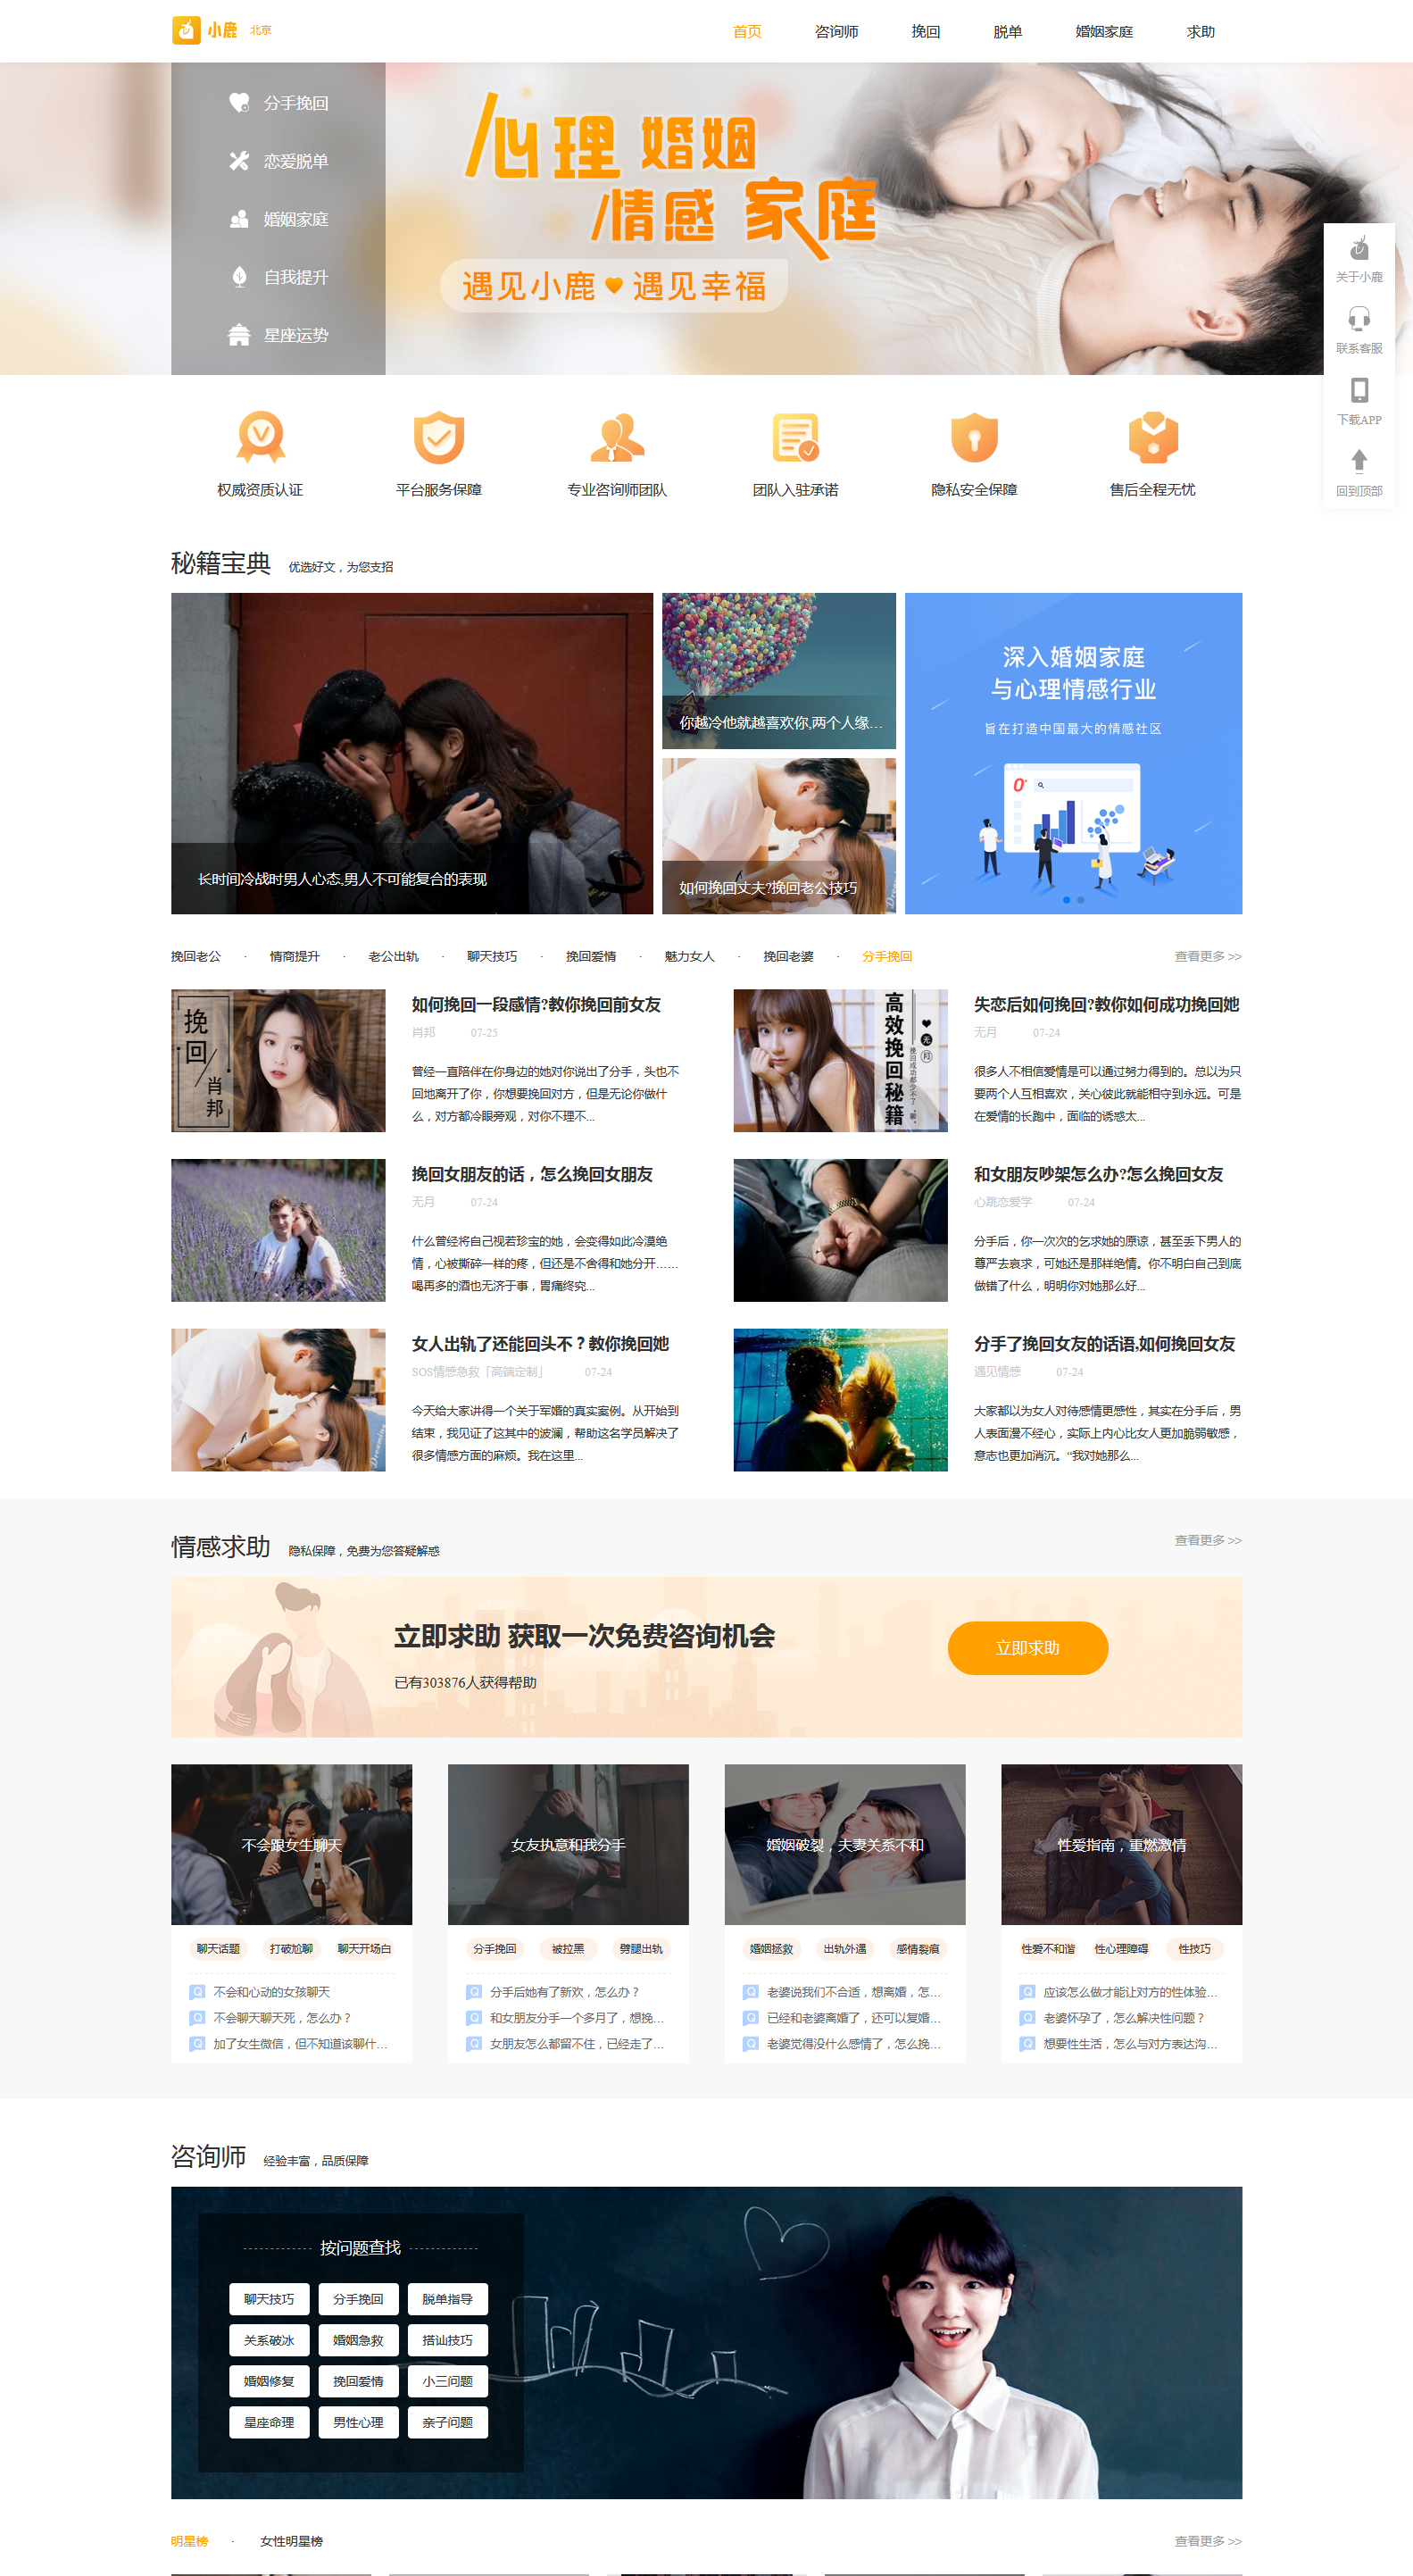 小鹿 北京 首页 咨询师 挽回 脱单 婚姻家庭 求助
分手挽回
恋爱脱单
婚姻家庭
自我提升
星座运势
心理 婚姻
情感 家庭
遇见小鹿 遇见幸福
关于小鹿
联系客服
下载APP
回到顶部
权威资质认证 平台服务保障 专业咨询师团队 团队入驻承诺 隐私安全保障 售后全程无忧
秘籍宝典 优选好文，为您支招
长时间冷战时男人心态,男人不可能复合的表现
你越冷他就越喜欢你,两个人缘...
如何挽回丈夫?挽回老公技巧
深入婚姻家庭
与心理情感行业
旨在打造中国最大的情感社区
挽回老公 · 情商提升 · 老公出轨 · 聊天技巧 · 挽回爱情 · 魅力女人 · 挽回老婆 · 分手挽回 查看更多 >>
挽回
肖邦
如何挽回一段感情?教你挽回前女友
肖邦 07-25
曾经一直陪伴在你身边的她对你说出了分手，头也不
回地离开了你，你想要挽回对方，但是无论你做什
么，对方都冷眼旁观，对你不理不...
高效挽回秘籍
无月
失恋后如何挽回?教你如何成功挽回她
无月 07-24
很多人不相信爱情是可以通过努力得到的。总以为只
要两个人互相喜欢，关心彼此就能相守到永远。可是
在爱情的长跑中，面临的诱惑太...
挽回女朋友的话，怎么挽回女朋友
无月 07-24
什么曾经将自己视若珍宝的她，会变得如此冷漠绝
情，心被撕碎一样的疼，但还是不舍得和她分开……
喝再多的酒也无济于事，胃痛终究...
和女朋友吵架怎么办?怎么挽回女友
心跳恋爱学 07-24
分手后，你一次次的乞求她的原谅，甚至丢下男人的
尊严去哀求，可她还是那样绝情。你不明白自己到底
做错了什么，明明你对她那么好...
Dreaming
女人出轨了还能回头不？教你挽回她
SOS情感急救「高端定制」 07-24
今天给大家讲得一个关于军婚的真实案例。从开始到
结束，我见证了这其中的波澜，帮助这名学员解决了
很多情感方面的麻烦。我在这里...
分手了挽回女友的话语,如何挽回女友
遇见情感 07-24
大家都以为女人对待感情更感性，其实在分手后，男
人表面漫不经心，实际上内心比女人更加脆弱敏感，
意志也更加消沉。“我对她那么...
情感求助 隐私保障，免费为您答疑解惑 查看更多 >>
立即求助 获取一次免费咨询机会
已有303876人获得帮助
立即求助
不会跟女生聊天 女友执意和我分手 婚姻破裂，夫妻关系不和 性爱指南，重燃激情
聊天话题 打破尬聊 聊天开场白 分手挽回 被拉黑 劈腿出轨 婚姻拯救 出轨外遇 感情裂痕 性爱不和谐 性心理障碍 性技巧
Q 不会和心动的女孩聊天 Q 分手后她有了新欢，怎么办？ Q 老婆说我们不合适，想离婚，怎... Q 应该怎么做才能让对方的性体验...
Q 不会聊天聊天死，怎么办？ Q 和女朋友分手一个多月了，想挽... Q 已经和老婆离婚了，还可以复婚... Q 老婆怀孕了，怎么解决性问题？
Q 加了女生微信，但不知道该聊什... Q 女朋友怎么都留不住，已经走了... Q 老婆觉得没什么感情了，怎么挽... Q 想要性生活，怎么与对方表达沟...
咨询师 经验丰富，品质保障
按问题查找
聊天技巧 分手挽回 脱单指导
关系破冰 婚姻急救 搭讪技巧
婚姻修复 挽回爱情 小三问题
星座命理 男性心理 亲子问题
明星榜 · 女性明星榜 查看更多 >>